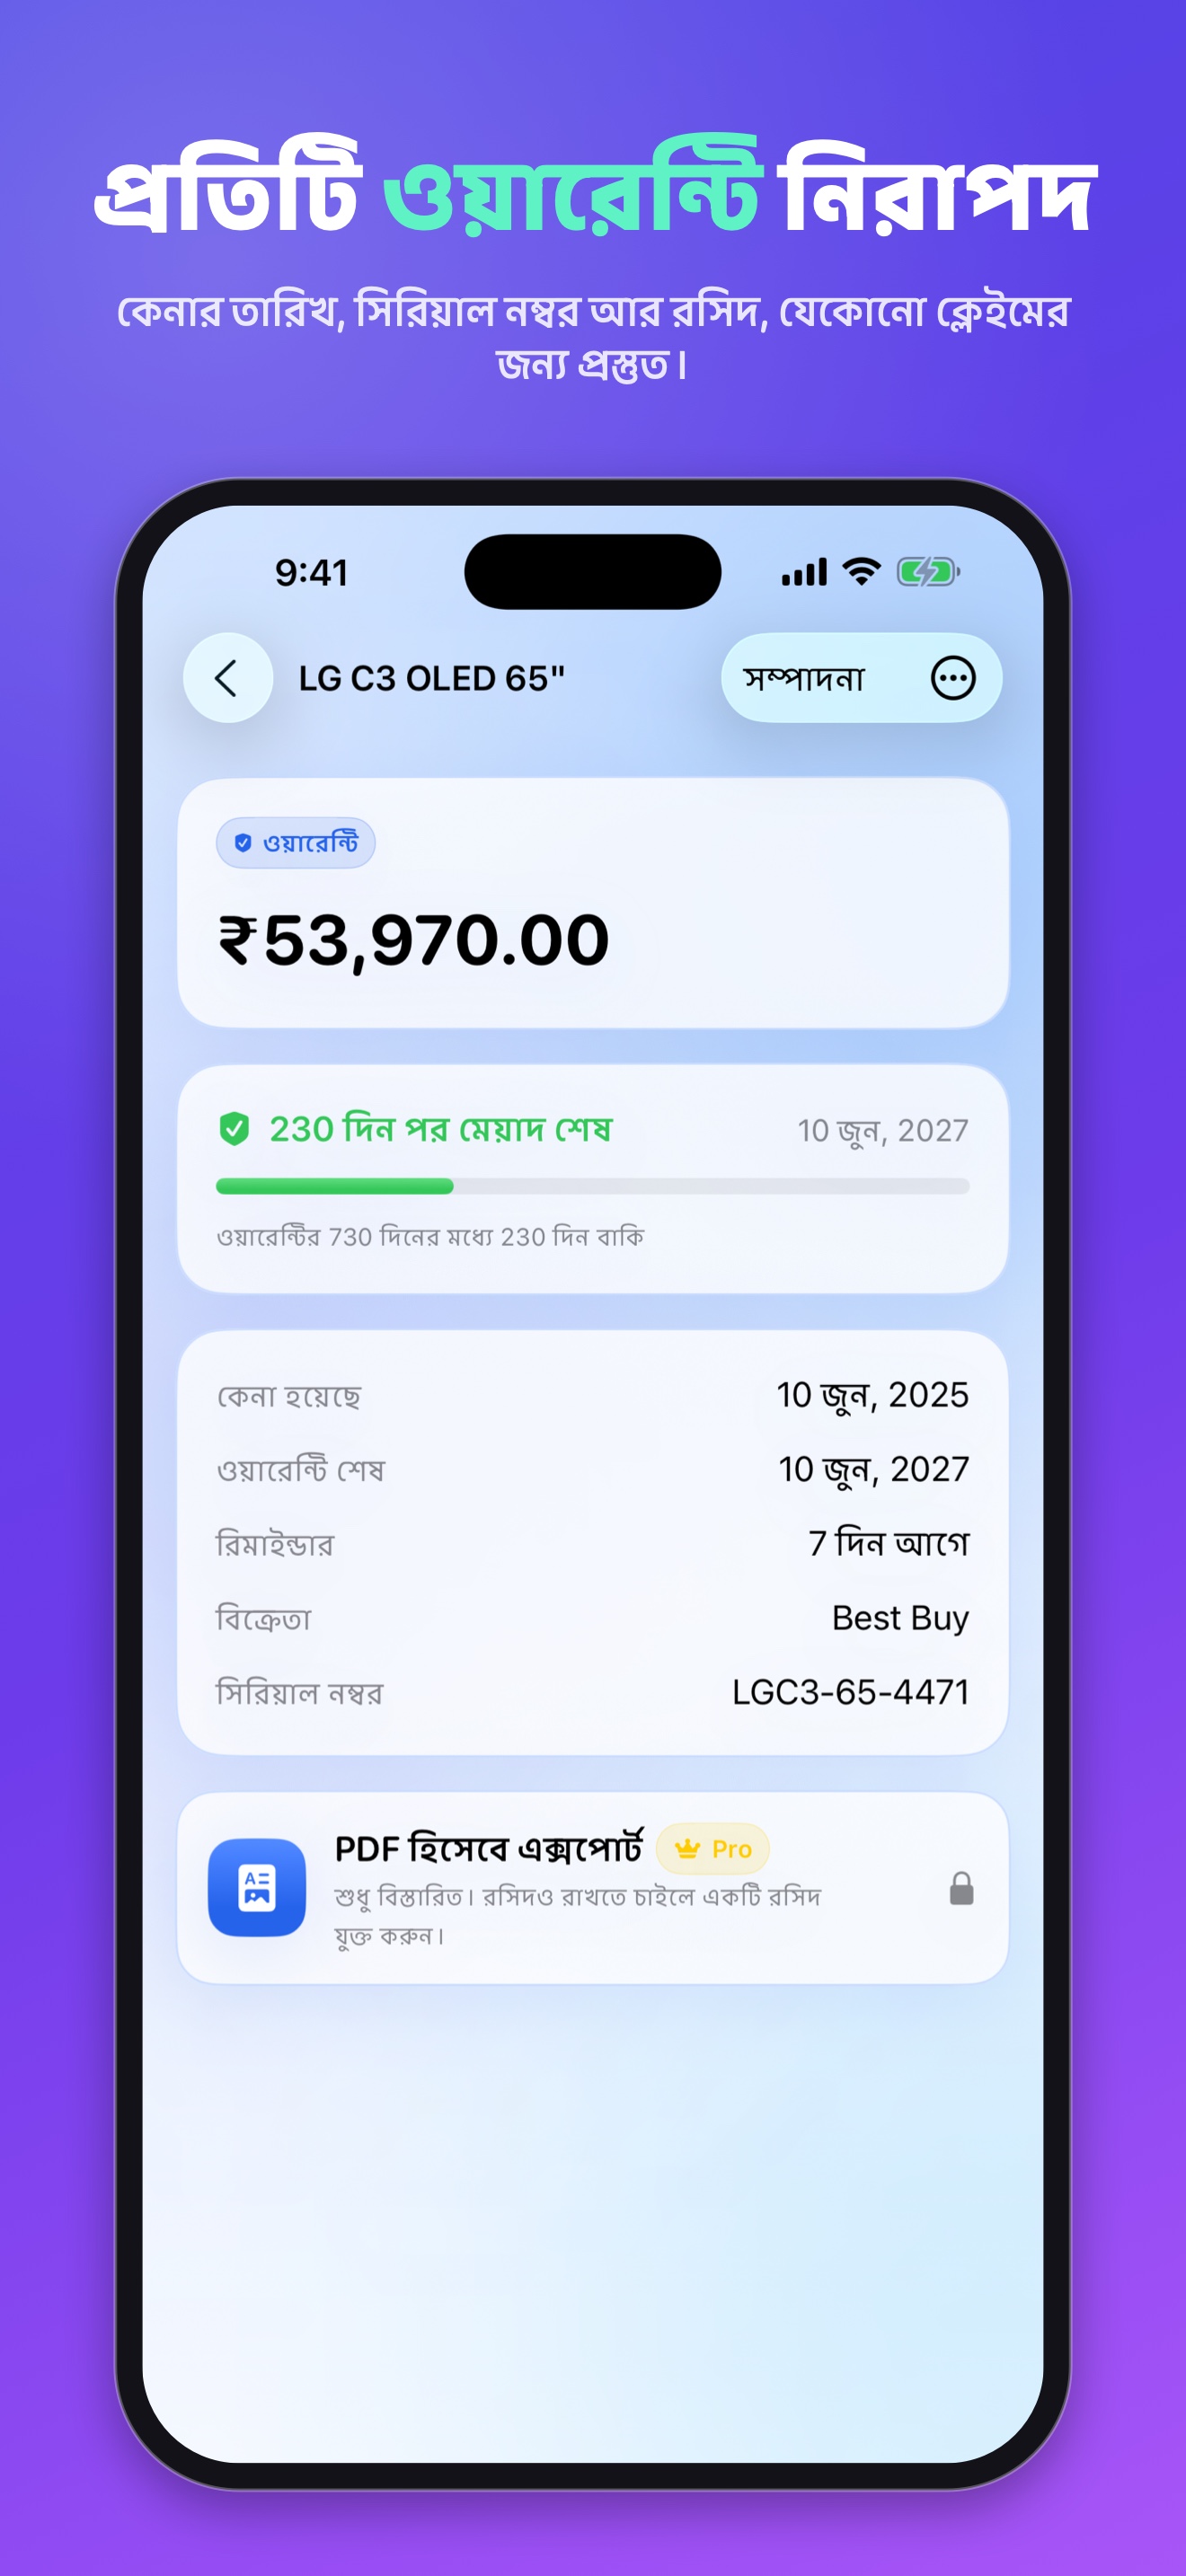 প্রতিটি ওয়ারেন্টি নিরাপদ
কেনার তারিখ, সিরিয়াল নম্বর আর রসিদ, যেকোনো ক্লেইমের
জন্য প্রস্তুত।
9:41
LG C3 OLED 65"
সম্পাদনা
ওয়ারেন্টি
₹53,970.00
230 দিন পর মেয়াদ শেষ
10 জুন, 2027
ওয়ারেন্টির 730 দিনের মধ্যে 230 দিন বাকি
কেনা হয়েছে 10 জুন, 2025
ওয়ারেন্টি শেষ 10 জুন, 2027
রিমাইন্ডার 7 দিন আগে
বিক্রেতা Best Buy
সিরিয়াল নম্বর LGC3-65-4471
PDF হিসেবে এক্সপোর্ট Pro
শুধু বিস্তারিত। রসিদও রাখতে চাইলে একটি রসিদ
যুক্ত করুন।